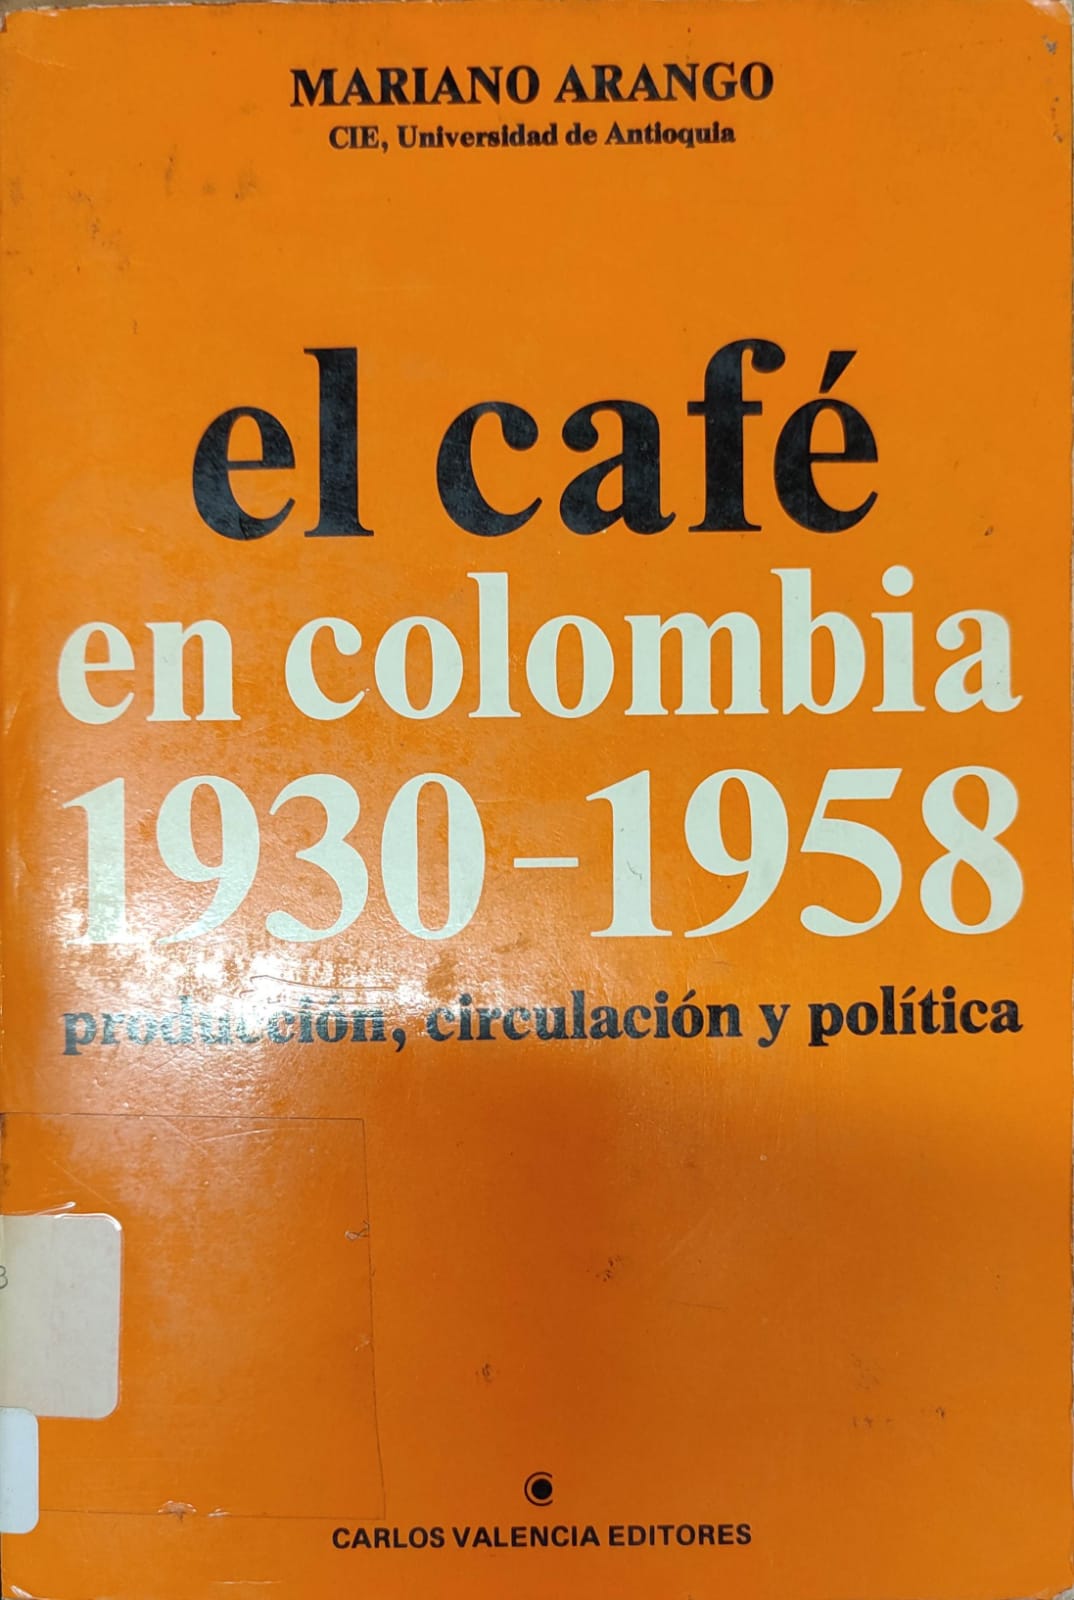 MARIANO ARANGO
CIE, Universidad de Antioquia
el café
en colombia
1930-1958
producción, circulación y política
CARLOS VALENCIA EDITORES